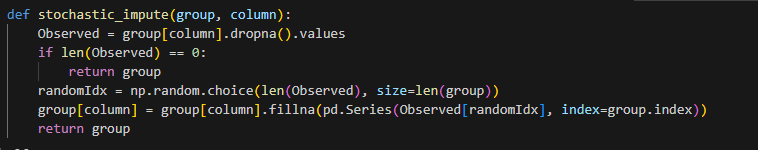 def stochastic_impute(group, column):
    Observed = group[column].dropna().values
    if len(Observed) == 0:
        return group
    randomIdx = np.random.choice(len(Observed), size=len(group))
    group[column] = group[column].fillna(pd.Series(Observed[randomIdx], index=group.index))
    return group